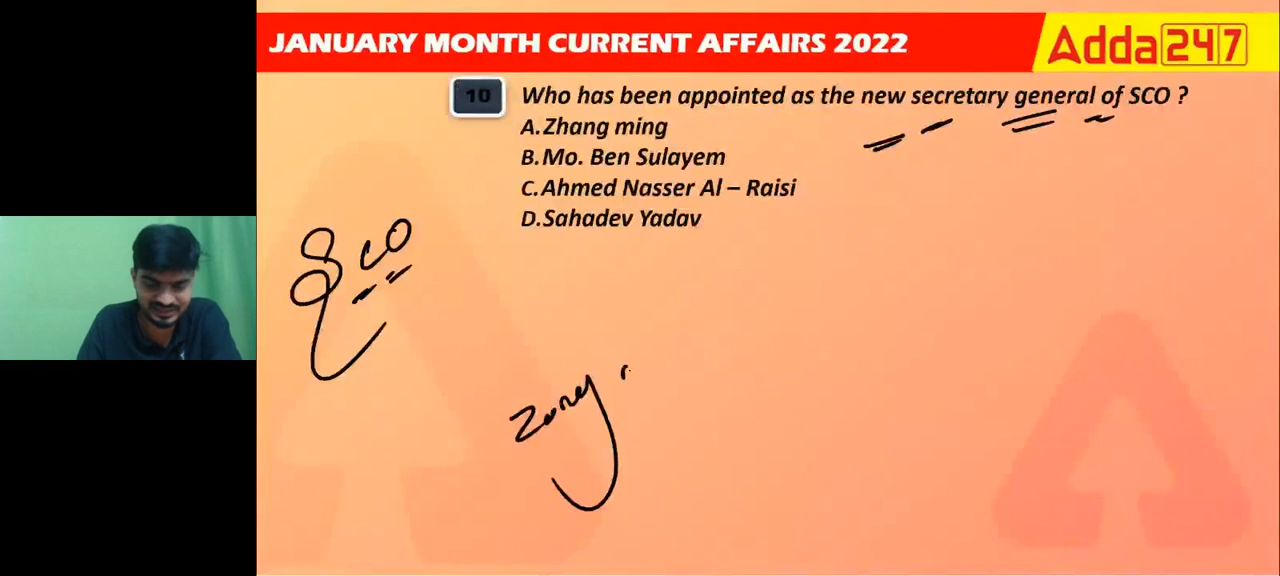 JANUARY MONTH CURRENT AFFAIRS 2022
Adda247
10 Who has been appointed as the new secretary general of SCO ?
A.Zhang ming
B.Mo. Ben Sulayem
C.Ahmed Nasser Al – Raisi
D.Sahadev Yadav
SCO
Zang